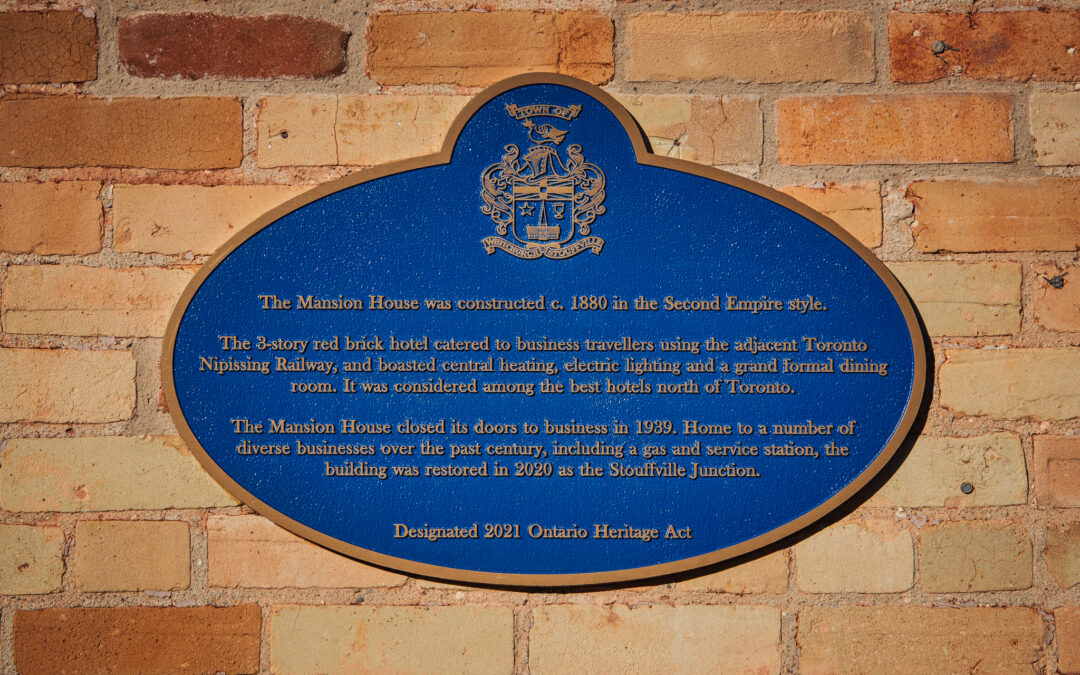 TOWN OF
WHITCHURCH STOUFFVILLE
The Mansion House was constructed c. 1880 in the Second Empire style.
The 3-story red brick hotel catered to business travellers using the adjacent Toronto
Nipissing Railway, and boasted central heating, electric lighting and a grand formal dining
room. It was considered among the best hotels north of Toronto.
The Mansion House closed its doors to business in 1939. Home to a number of
diverse businesses over the past century, including a gas and service station, the
building was restored in 2020 as the Stouffville Junction.
Designated 2021 Ontario Heritage Act